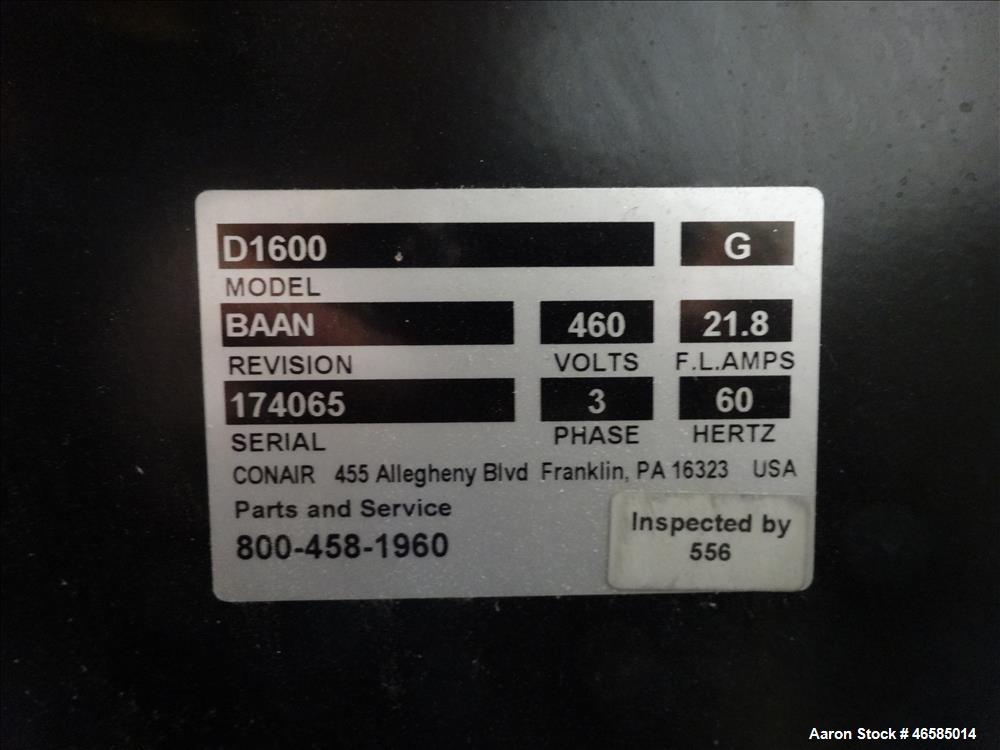 D1600 G
MODEL
BAAN 460 21.8
REVISION VOLTS F.L.AMPS
174065 3 60
SERIAL PHASE HERTZ
CONAIR 455 Allegheny Blvd Franklin, PA 16323 USA
Parts and Service
800-458-1960
Inspected by
556
Aaron Stock # 46585014